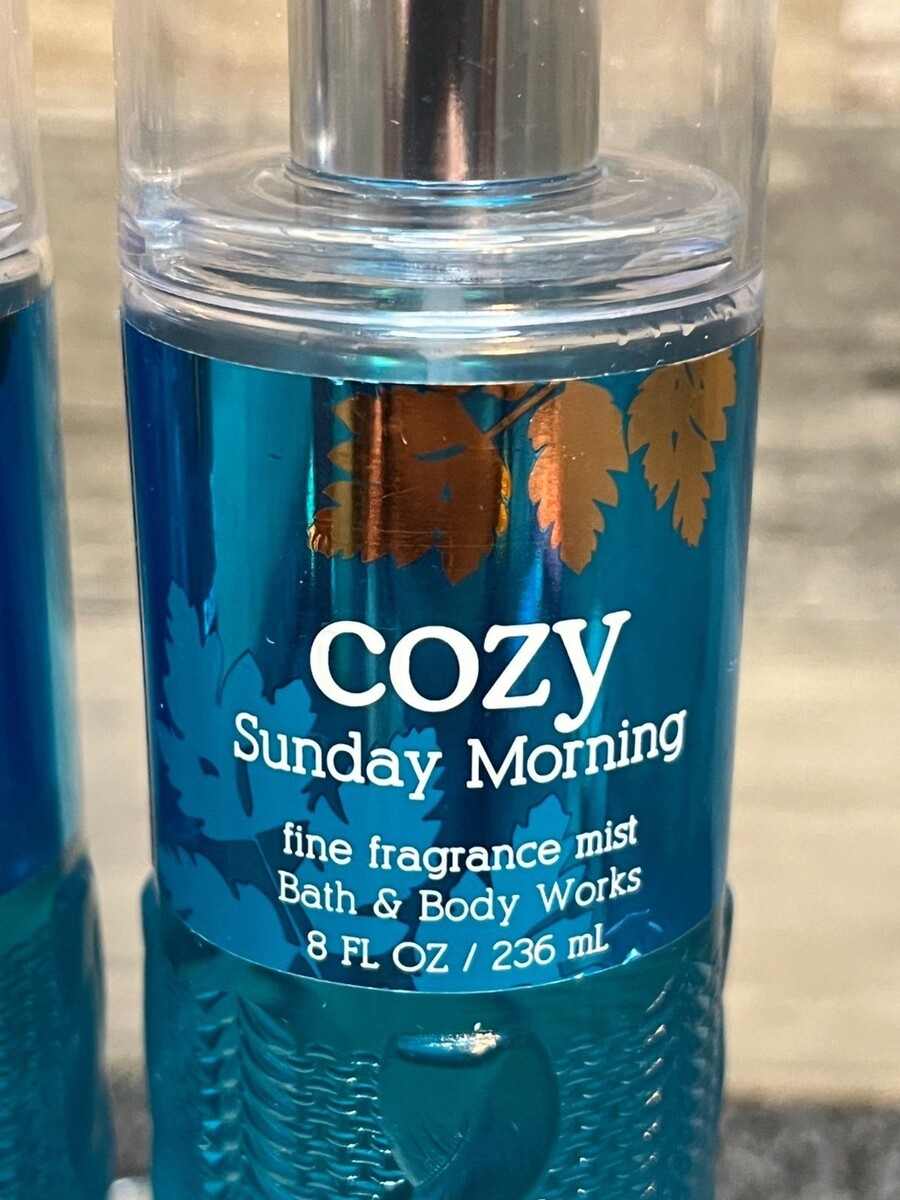 cozy
Sunday Morning
fine fragrance mist
Bath & Body Works
8 FL OZ / 236 mL